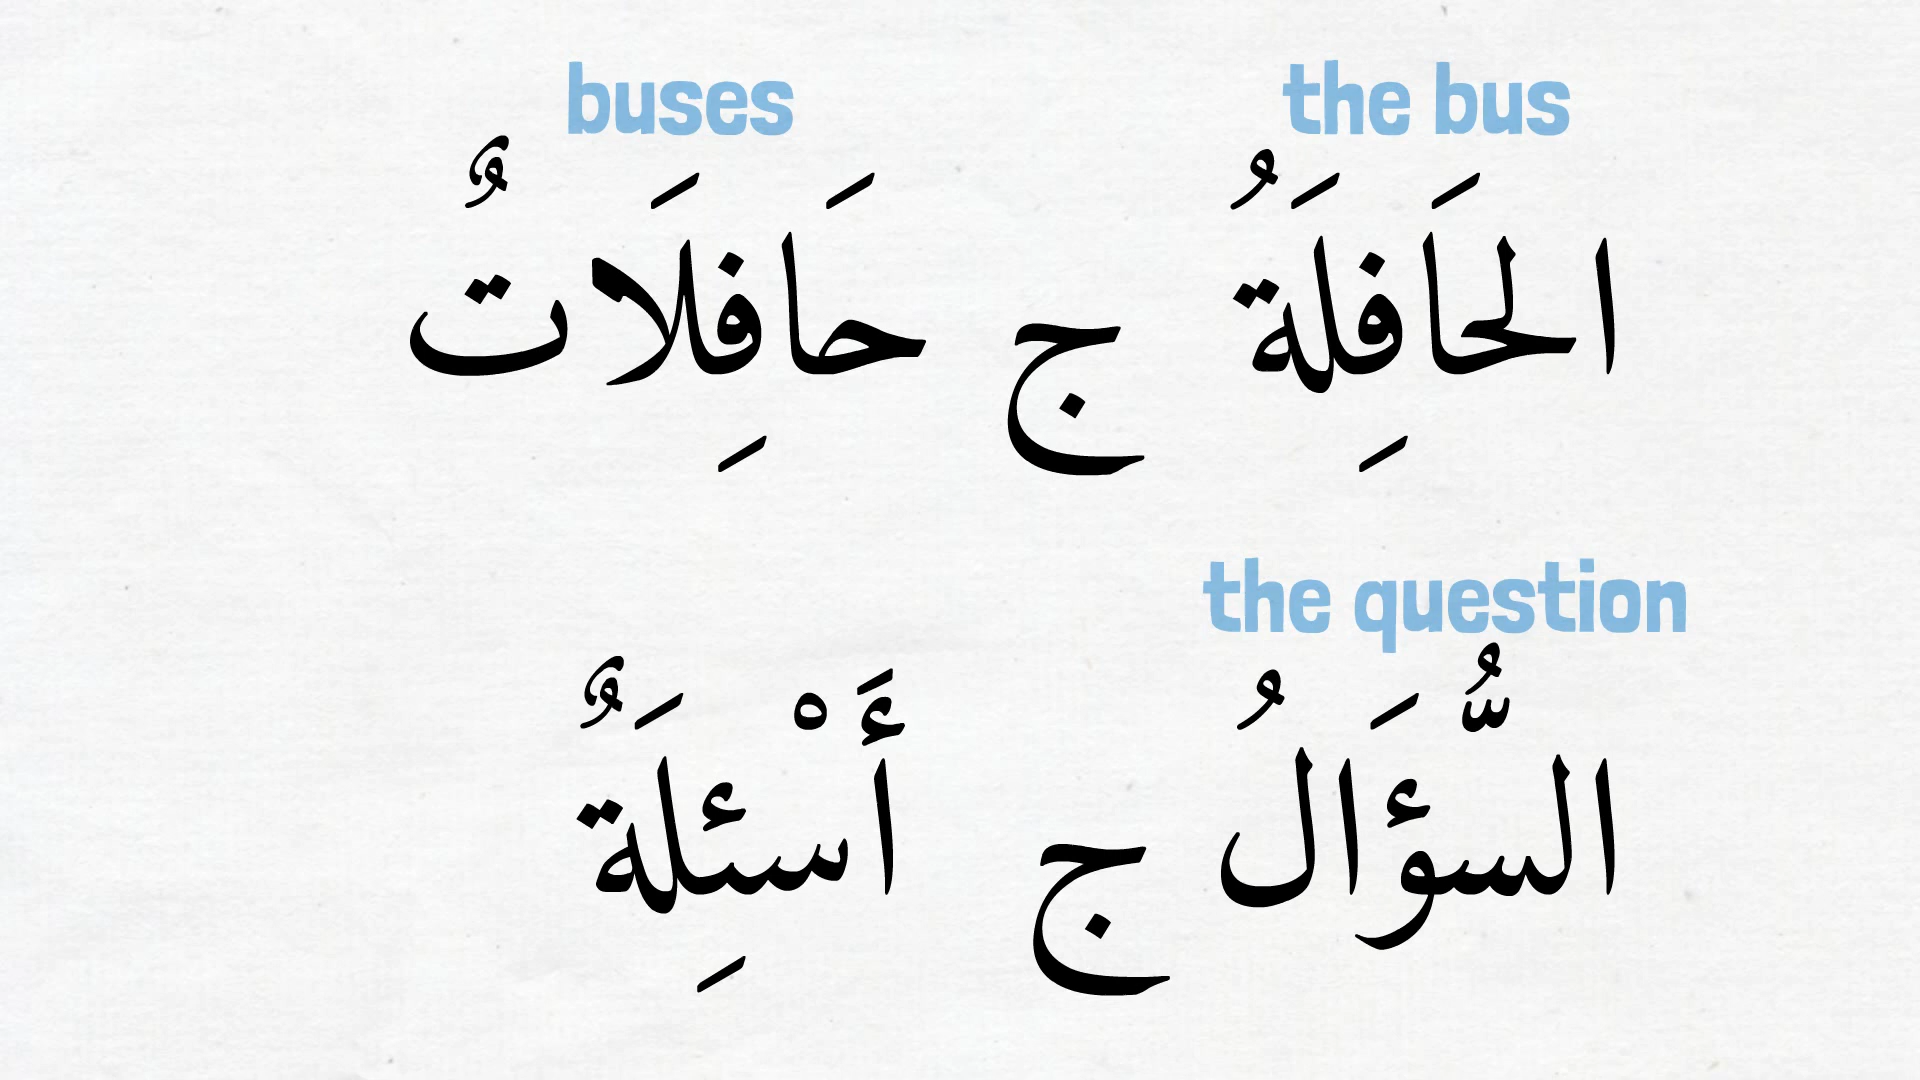 the bus buses
الحَافِلَةُ ج حَافِلَاتٌ
the question
السُّؤَالُ ج أَسْئِلَةٌ